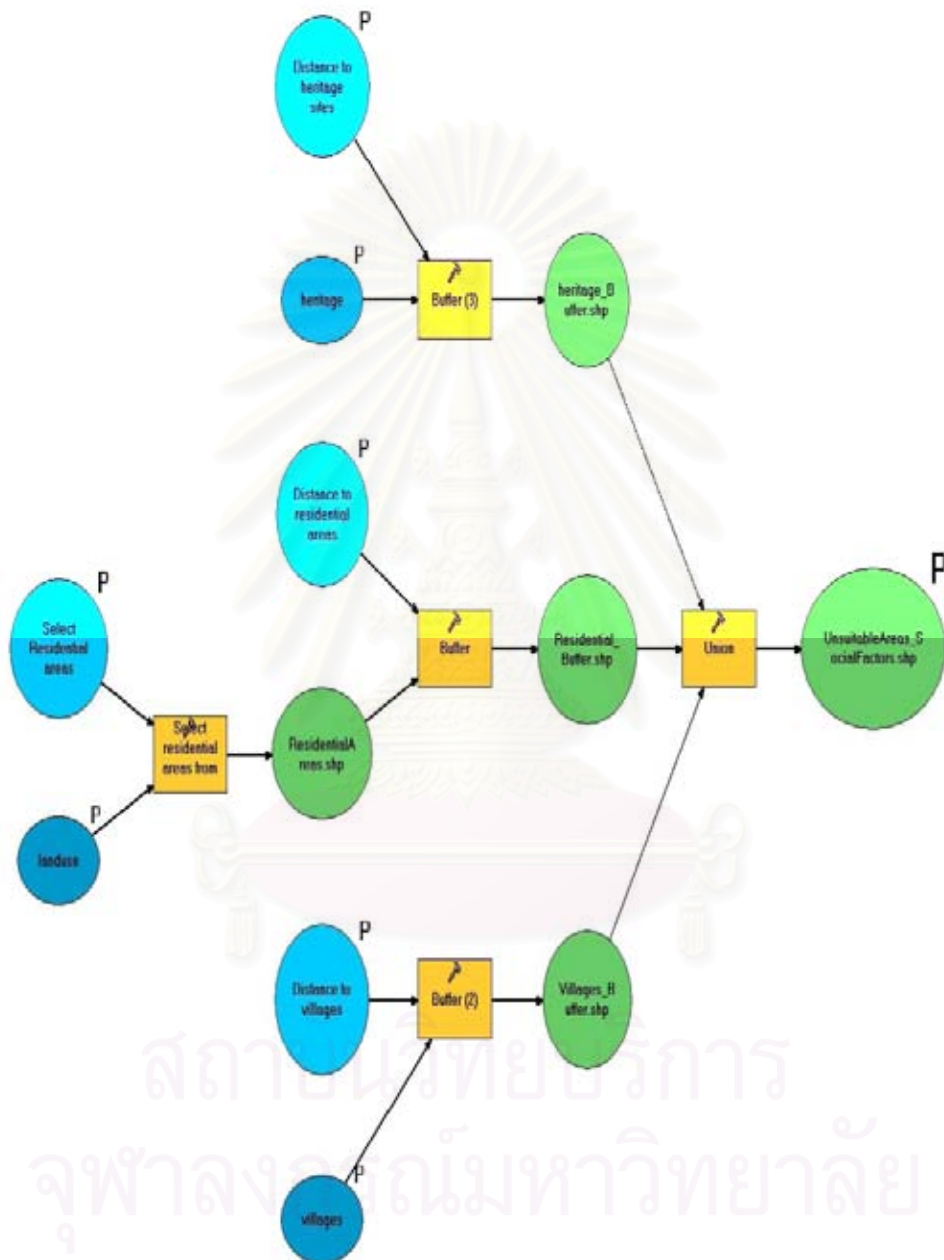 P
Distance to
heritage
sites
P
heritage
Buffer (3)
heritage_B
uffer.shp
P
Distance to
residential
areas
P
Select
Residential
areas
Buffer
Residential_
Buffer.shp
Union
P
UnsuitableAreas_S
ocialFactors.shp
Select
residential
areas from
ResidentialA
reas.shp
P
landuse
P
Distance to
villages
Buffer (2)
Villages_B
uffer.shp
P
villages
สถาบันวิทยบริการ
จุฬาลงกรณ์มหาวิทยาลัย